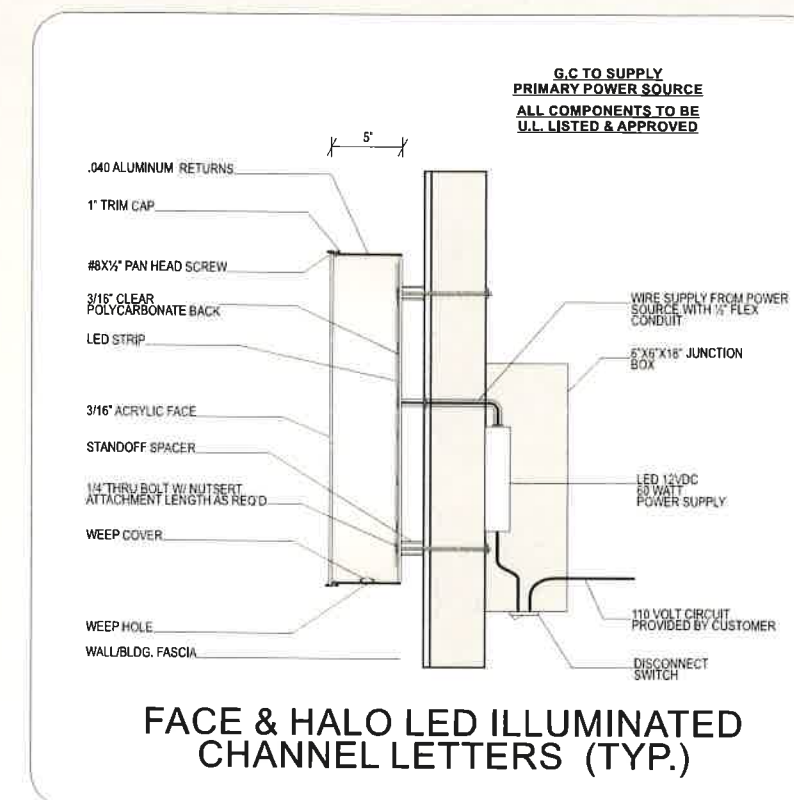 G.C TO SUPPLY
PRIMARY POWER SOURCE
ALL COMPONENTS TO BE
U.L. LISTED & APPROVED
5"
.040 ALUMINUM RETURNS
1" TRIM CAP
#8X½" PAN HEAD SCREW
3/16" CLEAR
POLYCARBONATE BACK
LED STRIP
3/16" ACRYLIC FACE
STANDOFF SPACER
1/4"THRU BOLT W/ NUTSERT
ATTACHMENT LENGTH AS REQ'D
WEEP COVER
WEEP HOLE
WALL/BLDG. FASCIA
WIRE SUPPLY FROM POWER
SOURCE WITH ½" FLEX
CONDUIT
6"X6"X18" JUNCTION
BOX
LED 12VDC
60 WATT
POWER SUPPLY
110 VOLT CIRCUIT
PROVIDED BY CUSTOMER
DISCONNECT
SWITCH
FACE & HALO LED ILLUMINATED
CHANNEL LETTERS (TYP.)